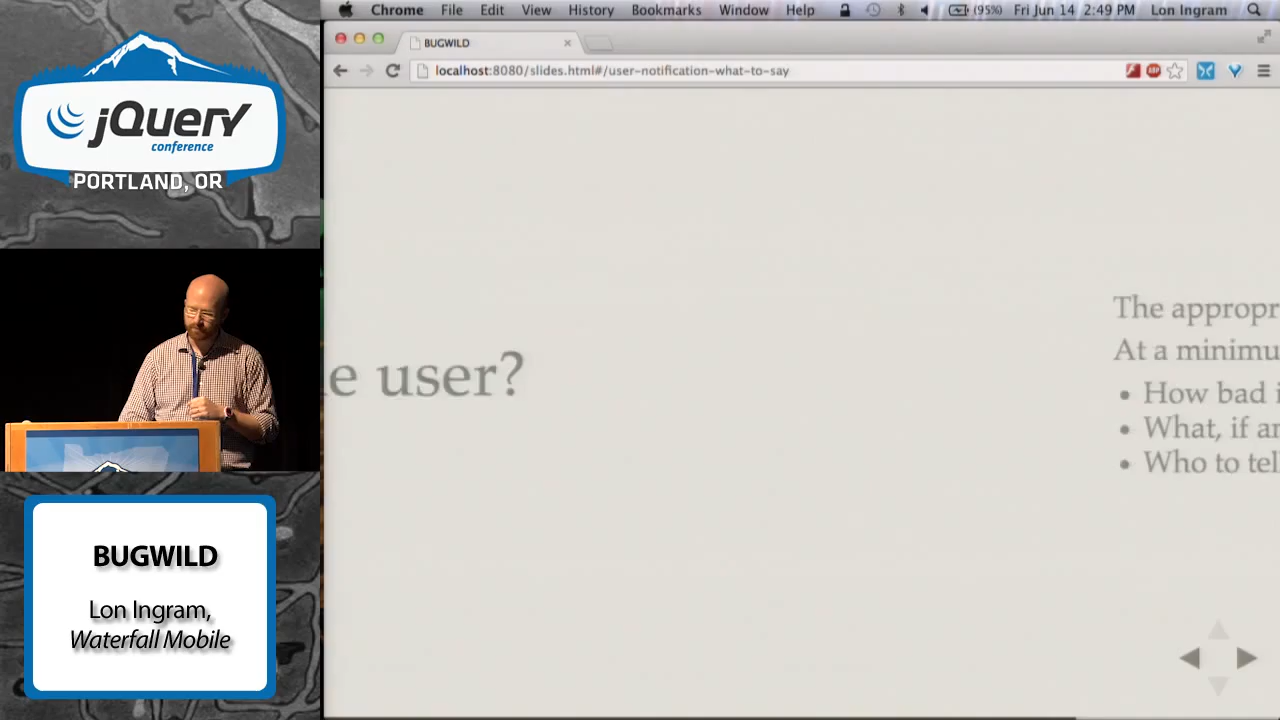 jQuery
conference
PORTLAND, OR
BUGWILD
Lon Ingram,
Waterfall Mobile
Chrome File Edit View History Bookmarks Window Help (95%) Fri Jun 14 2:49 PM Lon Ingram
BUGWILD
localhost:8080/slides.html#/user-notification-what-to-say
ABP
e user?
The appropr
At a minimu
• How bad i
• What, if an
• Who to tell